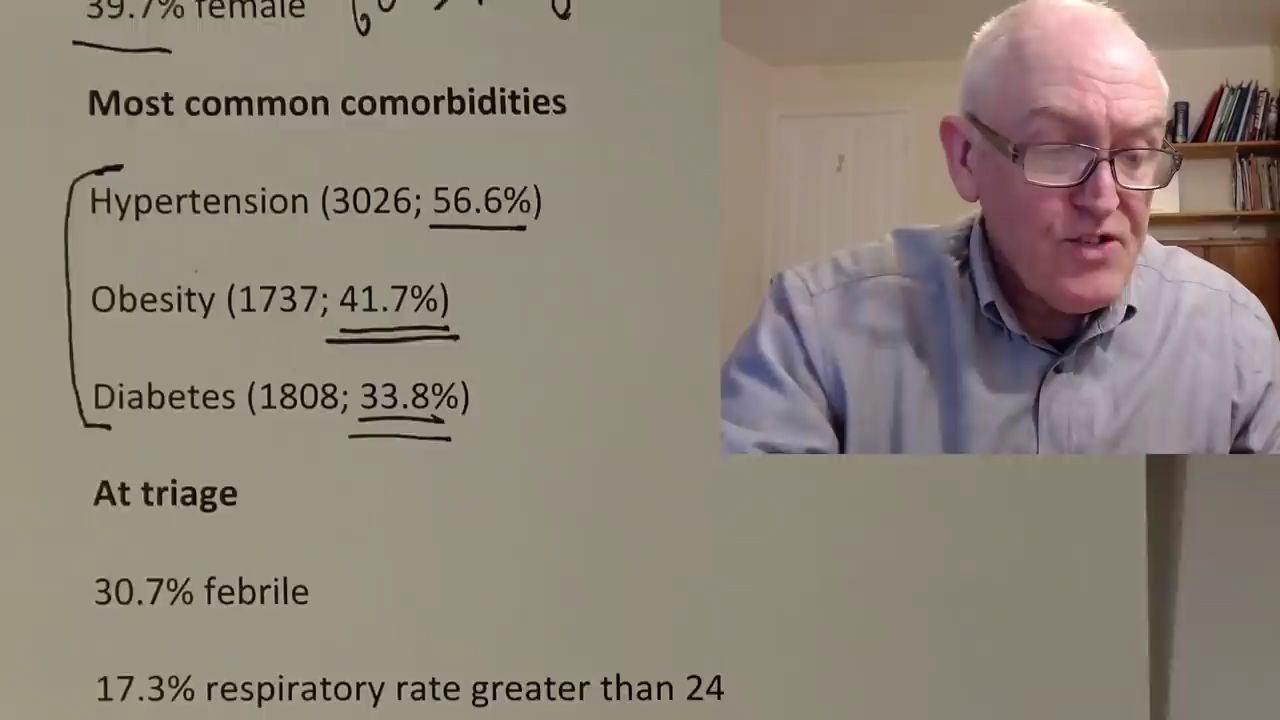 39.7% female
Most common comorbidities
Hypertension (3026; 56.6%)
Obesity (1737; 41.7%)
Diabetes (1808; 33.8%)
At triage
30.7% febrile
17.3% respiratory rate greater than 24